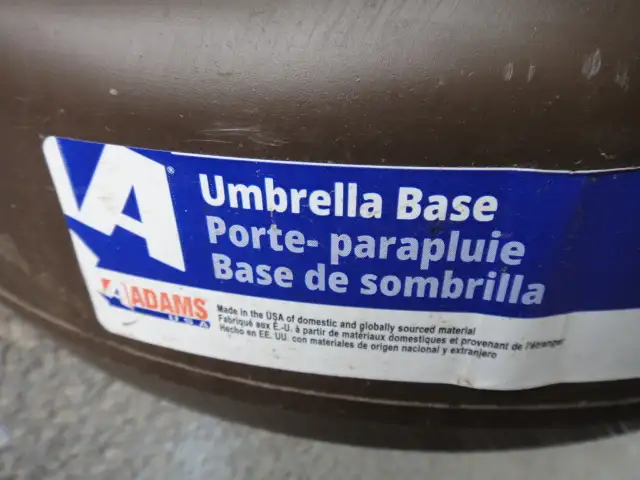 A®
Umbrella Base
Porte- parapluie
Base de sombrilla
ADAMS
USA
Made in the USA of domestic and globally sourced material
Fabriqué aux É.-U. à partir de matériaux domestiques et provenant de l'étranger
Hecho en EE. UU. con materiales de origen nacional y extranjero